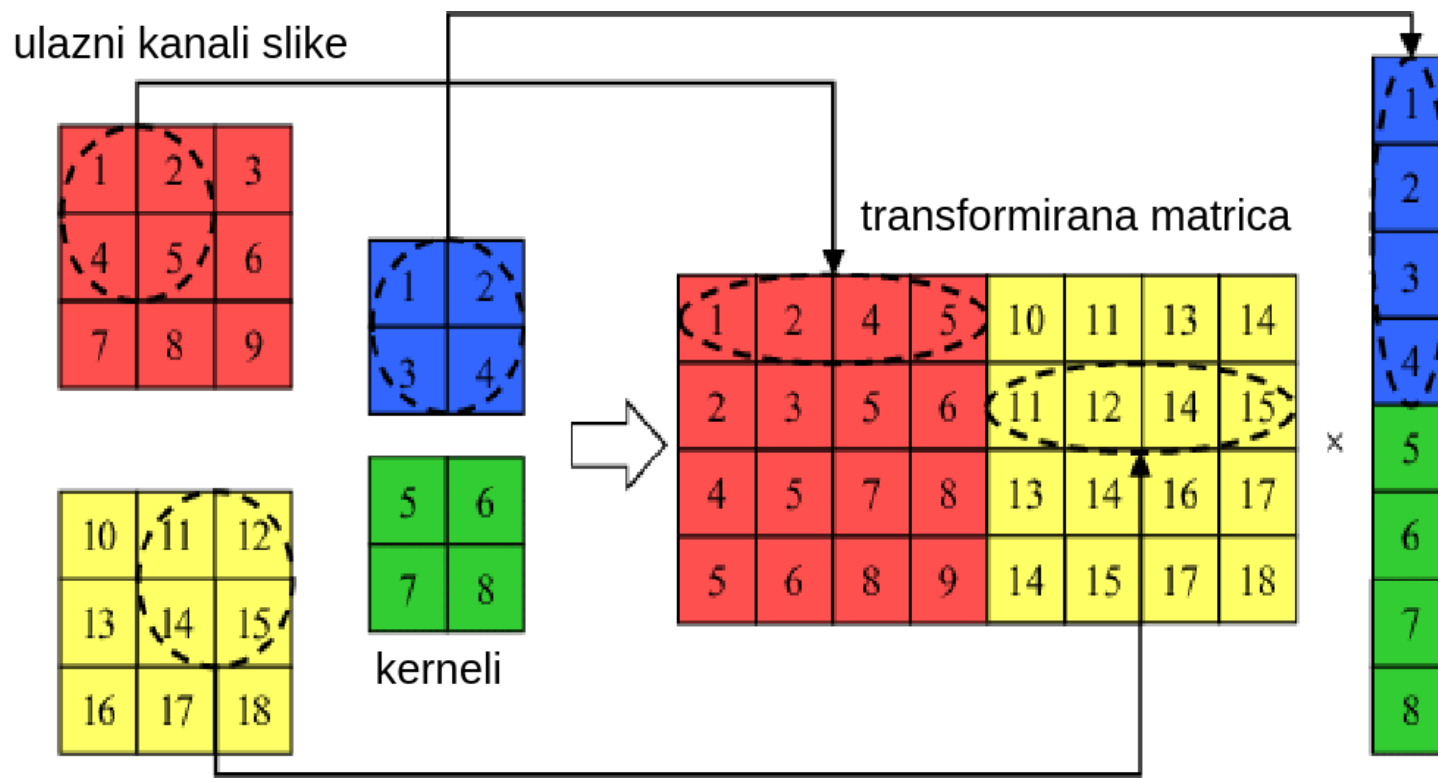 ulazni kanali slike
1 2 3
4 5 6
7 8 9
10 11 12
13 14 15
16 17 18
1 2
3 4
5 6
7 8
kerneli
transformirana matrica
1 2 4 5 10 11 13 14
2 3 5 6 11 12 14 15
4 5 7 8 13 14 16 17
5 6 8 9 14 15 17 18
×
1
2
3
4
5
6
7
8